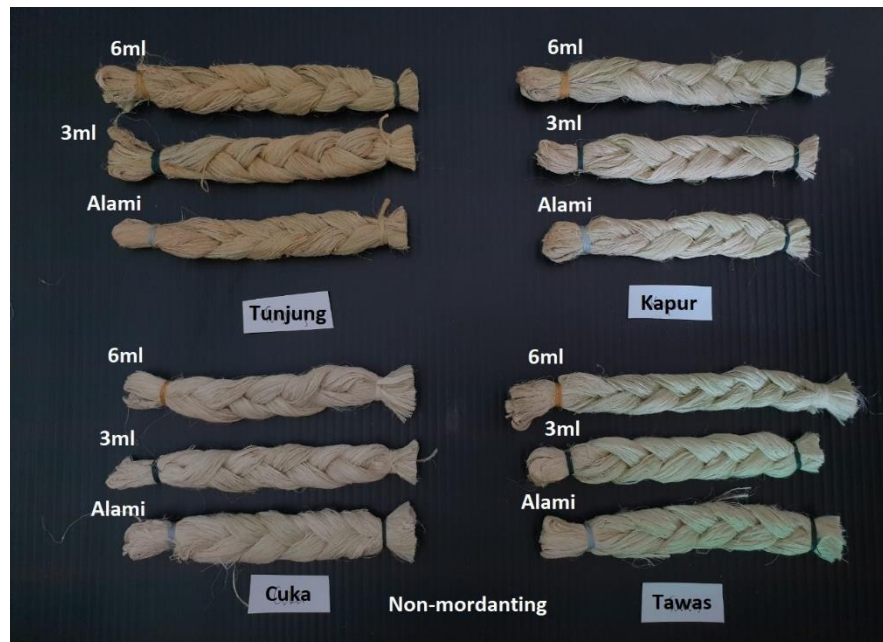 6ml
3ml
Alami
Tunjung
6ml
3ml
Alami
Kapur
6ml
3ml
Alami
Cuka
6ml
3ml
Alami
Tawas
Non-mordanting